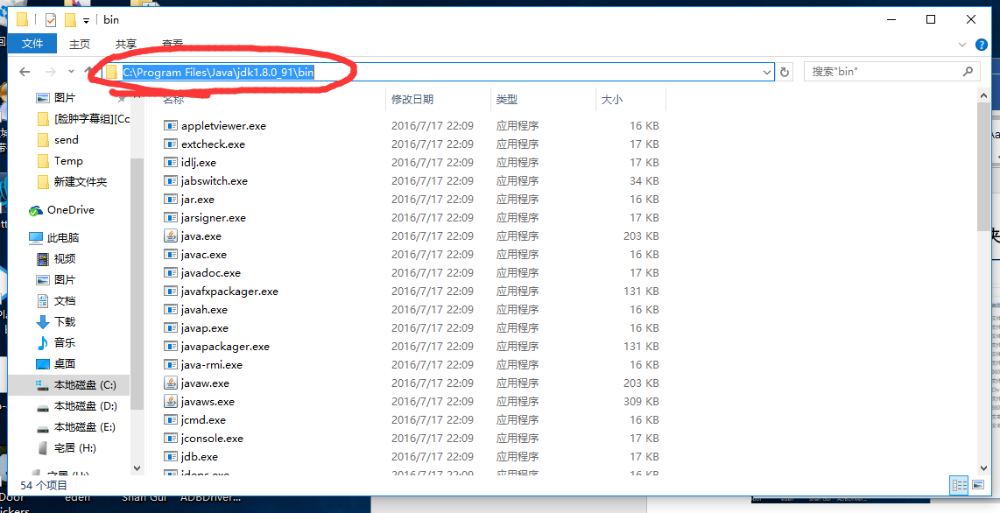 bin
文件 主页 共享 查看
C:\Program Files\Java\jdk1.8.0_91\bin
搜索"bin"
名称 修改日期 类型 大小
图片
[脸肿字幕组][Cc
send
Temp
新建文件夹
OneDrive
此电脑
视频
图片
文档
下载
音乐
桌面
本地磁盘 (C:)
本地磁盘 (D:)
本地磁盘 (E:)
宅居 (H:)
appletviewer.exe 2016/7/17 22:09 应用程序 16 KB
extcheck.exe 2016/7/17 22:09 应用程序 17 KB
idlj.exe 2016/7/17 22:09 应用程序 17 KB
jabswitch.exe 2016/7/17 22:09 应用程序 34 KB
jar.exe 2016/7/17 22:09 应用程序 16 KB
jarsigner.exe 2016/7/17 22:09 应用程序 17 KB
java.exe 2016/7/17 22:09 应用程序 203 KB
javac.exe 2016/7/17 22:09 应用程序 16 KB
javadoc.exe 2016/7/17 22:09 应用程序 17 KB
javafxpackager.exe 2016/7/17 22:09 应用程序 131 KB
javah.exe 2016/7/17 22:09 应用程序 16 KB
javap.exe 2016/7/17 22:09 应用程序 16 KB
javapackager.exe 2016/7/17 22:09 应用程序 131 KB
java-rmi.exe 2016/7/17 22:09 应用程序 16 KB
javaw.exe 2016/7/17 22:09 应用程序 203 KB
javaws.exe 2016/7/17 22:09 应用程序 309 KB
jcmd.exe 2016/7/17 22:09 应用程序 16 KB
jconsole.exe 2016/7/17 22:09 应用程序 17 KB
jdb.exe 2016/7/17 22:09 应用程序 17 KB
jdeps.exe 2016/7/17 22:09 应用程序 16 KB
54 个项目
Door eden Shan Gui ADBDriver...